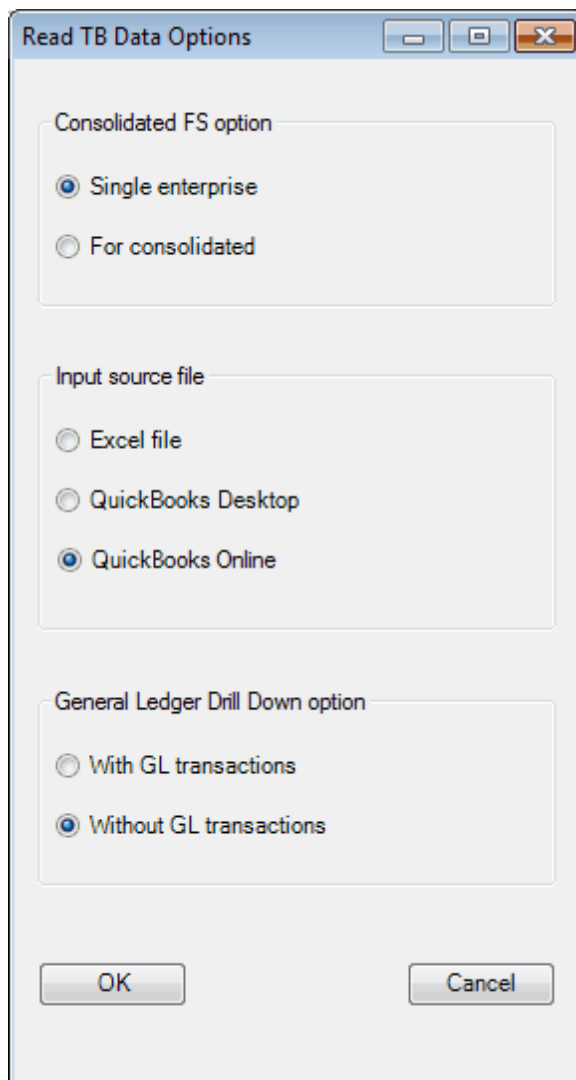 Read TB Data Options
Consolidated FS option
Single enterprise
For consolidated
Input source file
Excel file
QuickBooks Desktop
QuickBooks Online
General Ledger Drill Down option
With GL transactions
Without GL transactions
OK Cancel